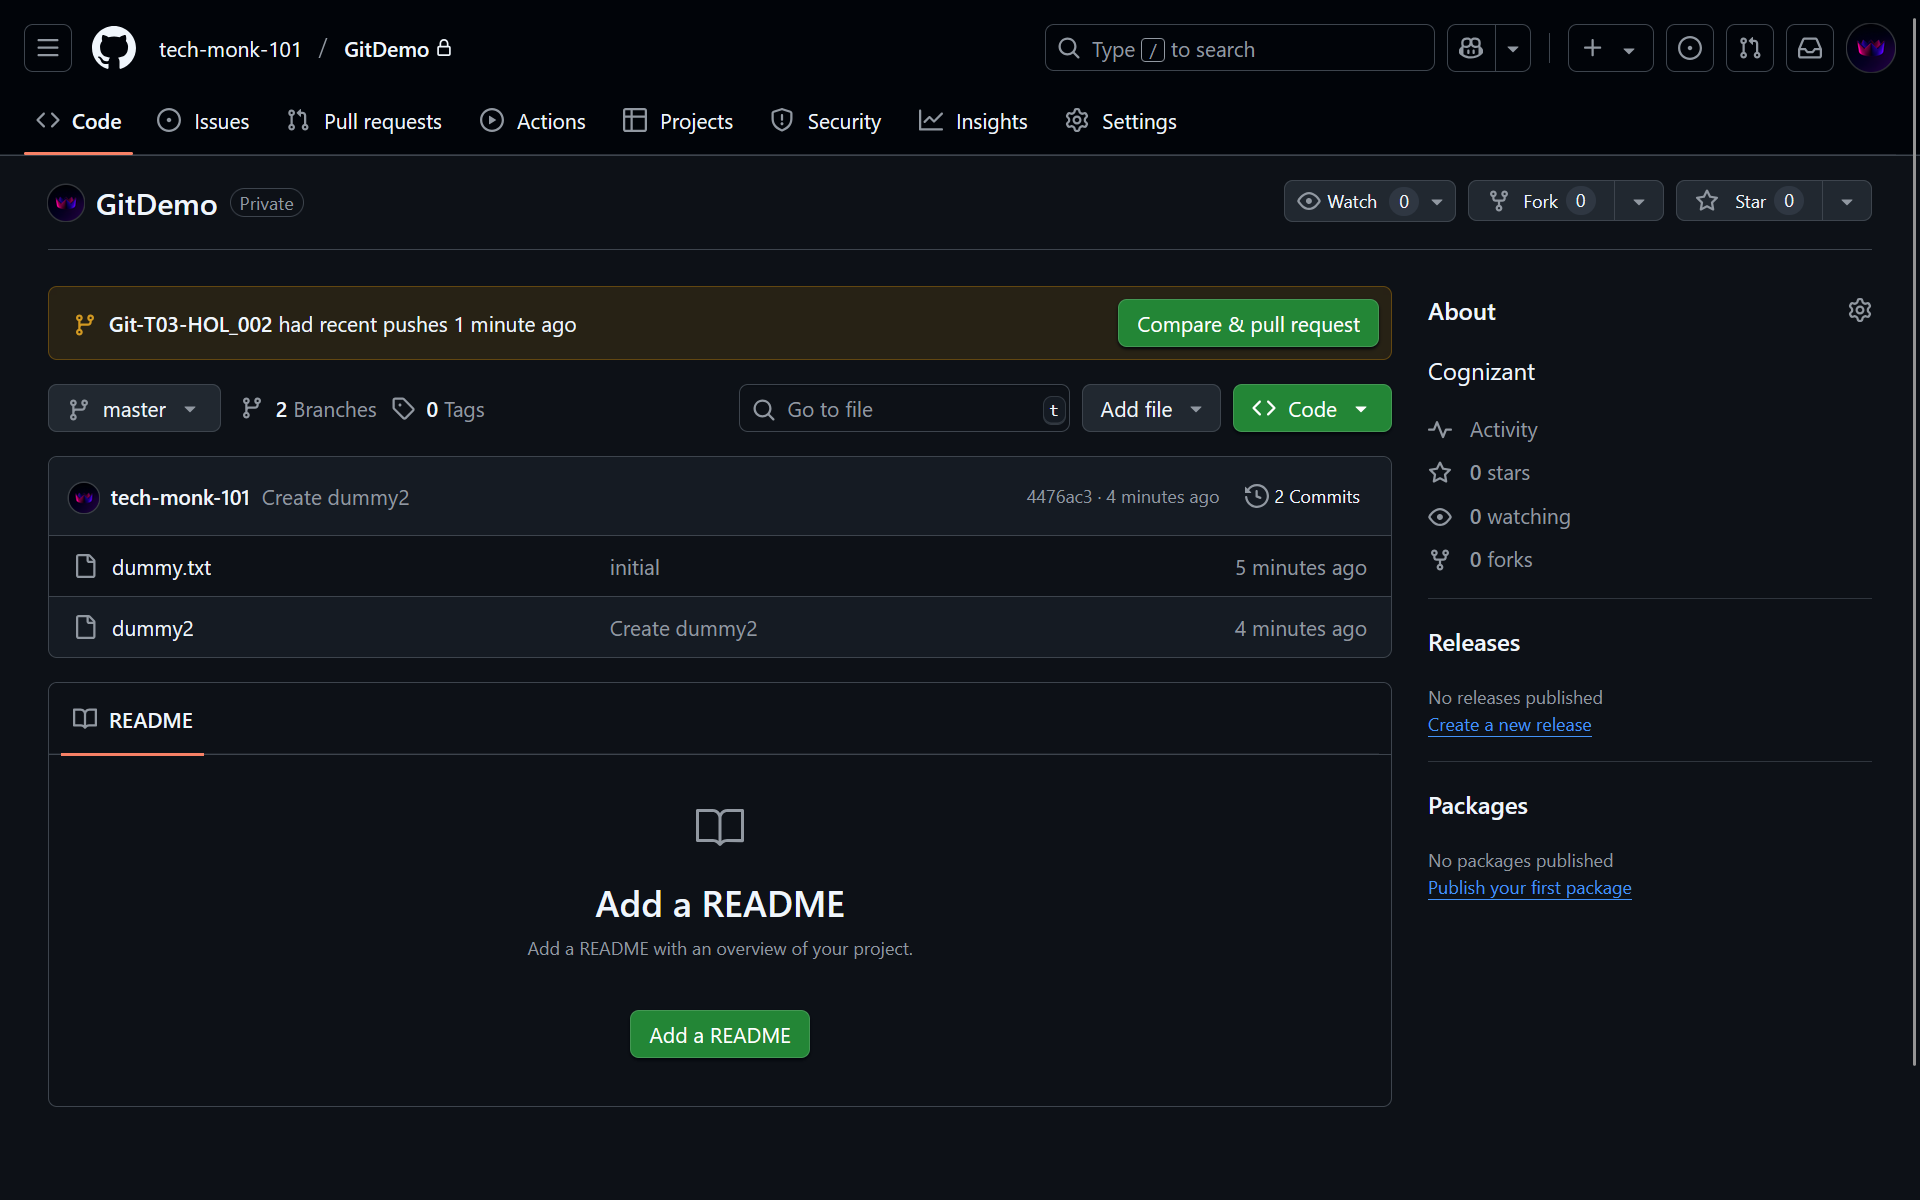 tech-monk-101 / GitDemo
Type / to search
Code Issues Pull requests Actions Projects Security Insights Settings
GitDemo Private
Watch 0
Fork 0
Star 0
Git-T03-HOL_002 had recent pushes 1 minute ago
Compare & pull request
master 2 Branches 0 Tags
Go to file t
Add file
Code
tech-monk-101 Create dummy2 4476ac3 · 4 minutes ago 2 Commits
dummy.txt initial 5 minutes ago
dummy2 Create dummy2 4 minutes ago
README
Add a README
Add a README with an overview of your project.
Add a README
About
Cognizant
Activity
0 stars
0 watching
0 forks
Releases
No releases published
Create a new release
Packages
No packages published
Publish your first package